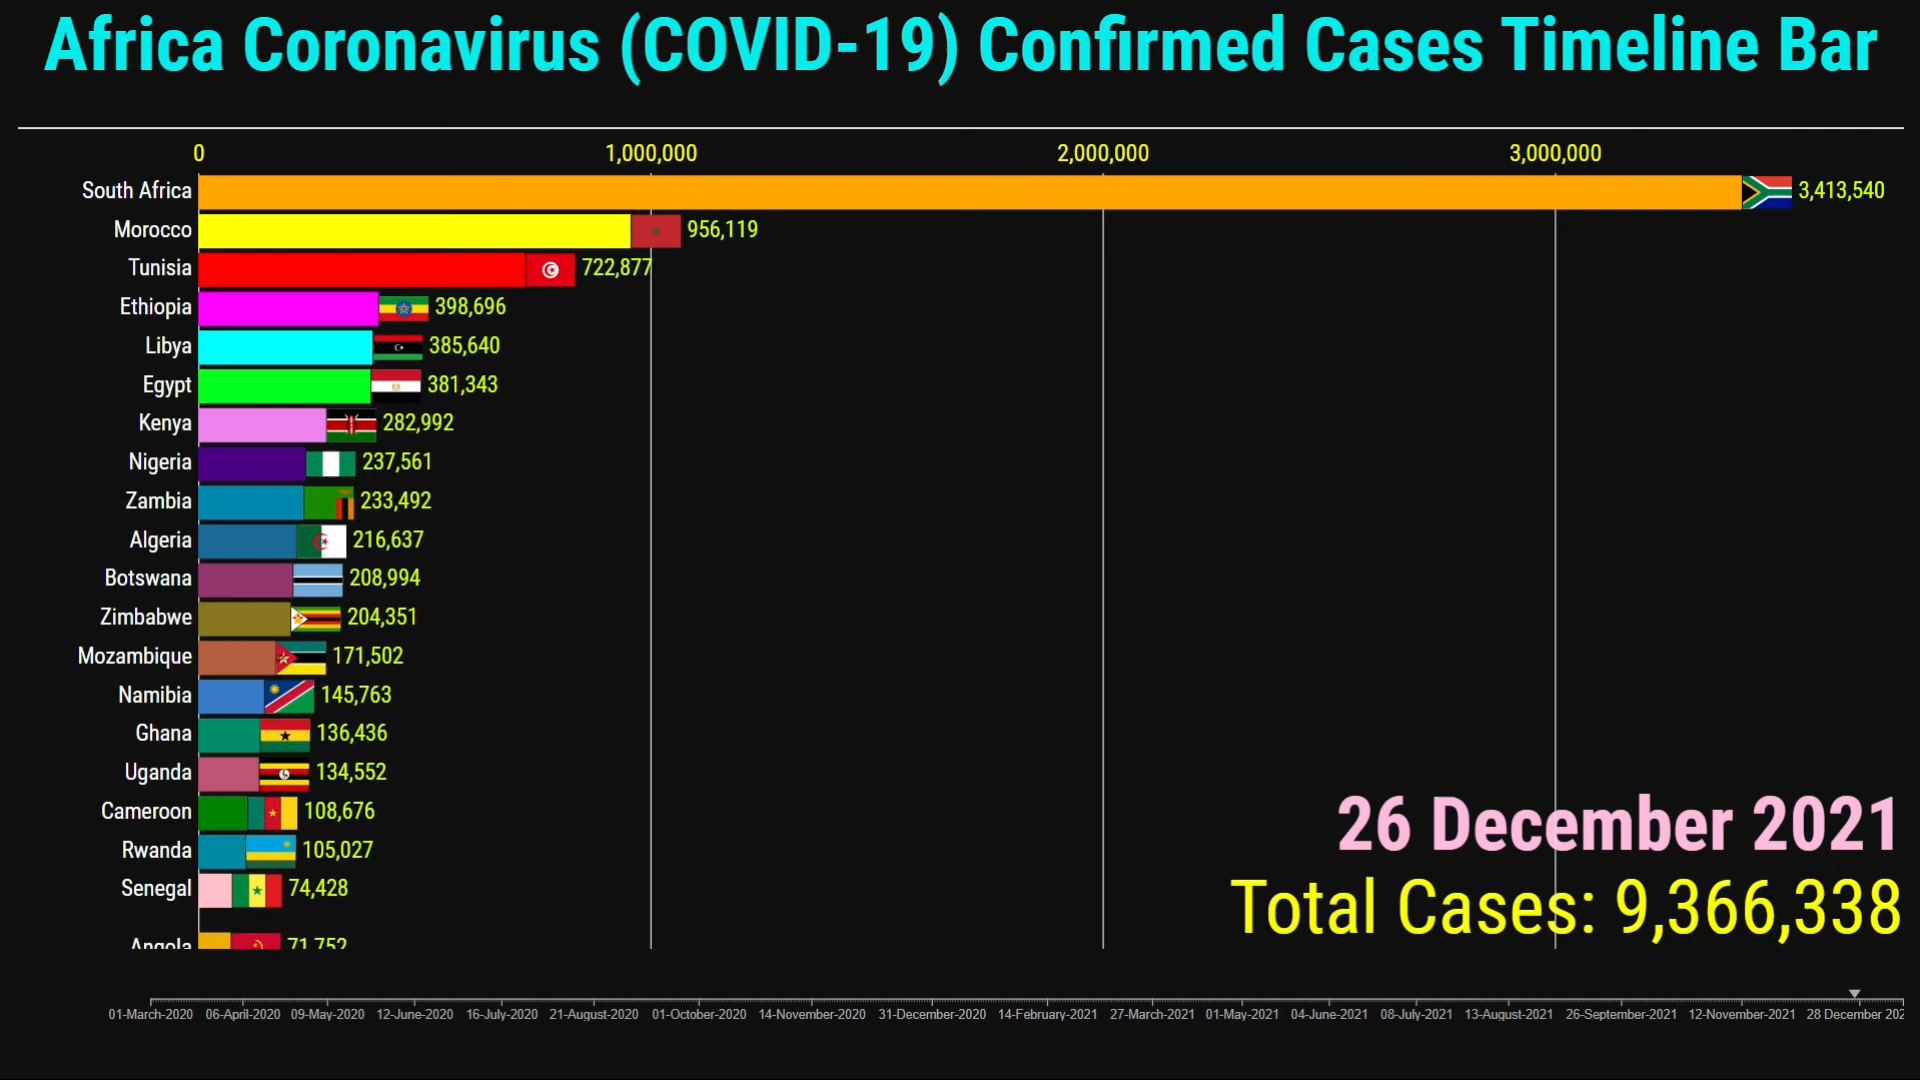 Africa Coronavirus (COVID-19) Confirmed Cases Timeline Bar
0 1,000,000 2,000,000 3,000,000
South Africa 3,413,540
Morocco 956,119
Tunisia 722,877
Ethiopia 398,696
Libya 385,640
Egypt 381,343
Kenya 282,992
Nigeria 237,561
Zambia 233,492
Algeria 216,637
Botswana 208,994
Zimbabwe 204,351
Mozambique 171,502
Namibia 145,763
Ghana 136,436
Uganda 134,552
Cameroon 108,676
Rwanda 105,027
Senegal 74,428
Angola 71,752
26 December 2021
Total Cases: 9,366,338
01-March-2020 06-April-2020 09-May-2020 12-June-2020 16-July-2020 21-August-2020 01-October-2020 14-November-2020 31-December-2020 14-February-2021 27-March-2021 01-May-2021 04-June-2021 08-July-2021 13-August-2021 26-September-2021 12-November-2021 28 December 202